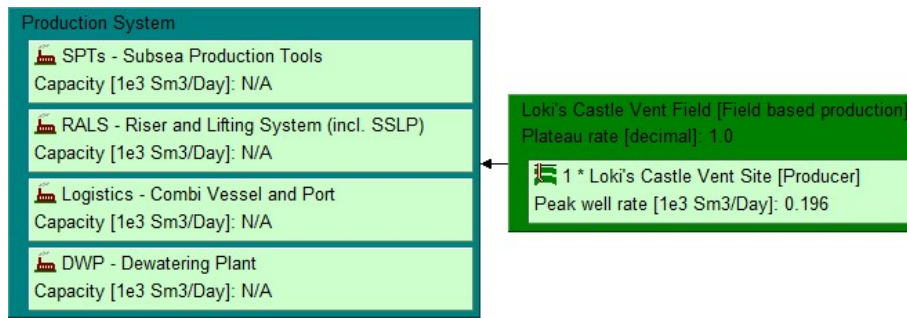 Production System
SPTs - Subsea Production Tools
Capacity [1e3 Sm3/Day]: N/A
RALS - Riser and Lifting System (incl. SSLP)
Capacity [1e3 Sm3/Day]: N/A
Logistics - Combi Vessel and Port
Capacity [1e3 Sm3/Day]: N/A
DWP - Dewatering Plant
Capacity [1e3 Sm3/Day]: N/A
Loki's Castle Vent Field [Field based production]
Plateau rate [decimal]: 1.0
1 * Loki's Castle Vent Site [Producer]
Peak well rate [1e3 Sm3/Day]: 0.196